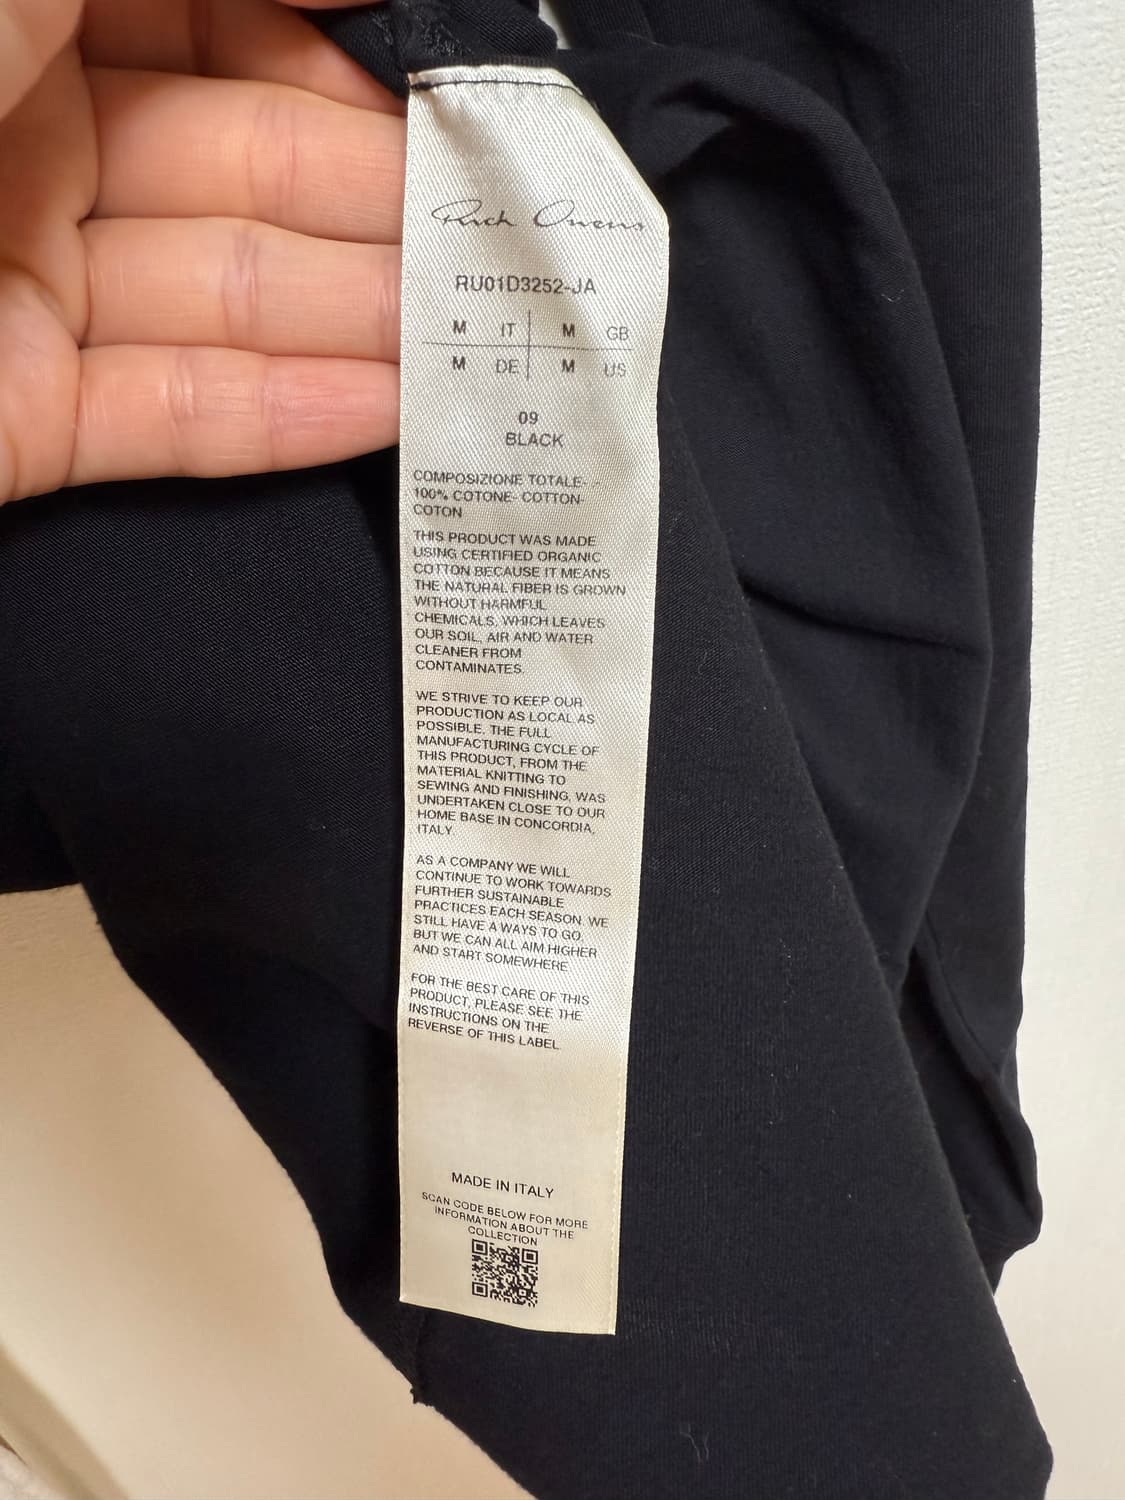 Rick Owens
RU01D3252-JA
M IT M GB
M DE M US
09
BLACK
COMPOSIZIONE TOTALE- -
100% COTONE- COTTON-
COTON
THIS PRODUCT WAS MADE
USING CERTIFIED ORGANIC
COTTON BECAUSE IT MEANS
THE NATURAL FIBER IS GROWN
WITHOUT HARMFUL
CHEMICALS, WHICH LEAVES
OUR SOIL, AIR AND WATER
CLEANER FROM
CONTAMINATES.
WE STRIVE TO KEEP OUR
PRODUCTION AS LOCAL AS
POSSIBLE. THE FULL
MANUFACTURING CYCLE OF
THIS PRODUCT, FROM THE
MATERIAL KNITTING TO
SEWING AND FINISHING, WAS
UNDERTAKEN CLOSE TO OUR
HOME BASE IN CONCORDIA,
ITALY.
AS A COMPANY WE WILL
CONTINUE TO WORK TOWARDS
FURTHER SUSTAINABLE
PRACTICES EACH SEASON. WE
STILL HAVE A WAYS TO GO,
BUT WE CAN ALL AIM HIGHER
AND START SOMEWHERE.
FOR THE BEST CARE OF THIS
PRODUCT, PLEASE SEE THE
INSTRUCTIONS ON THE
REVERSE OF THIS LABEL.
MADE IN ITALY
SCAN CODE BELOW FOR MORE
INFORMATION ABOUT THE
COLLECTION